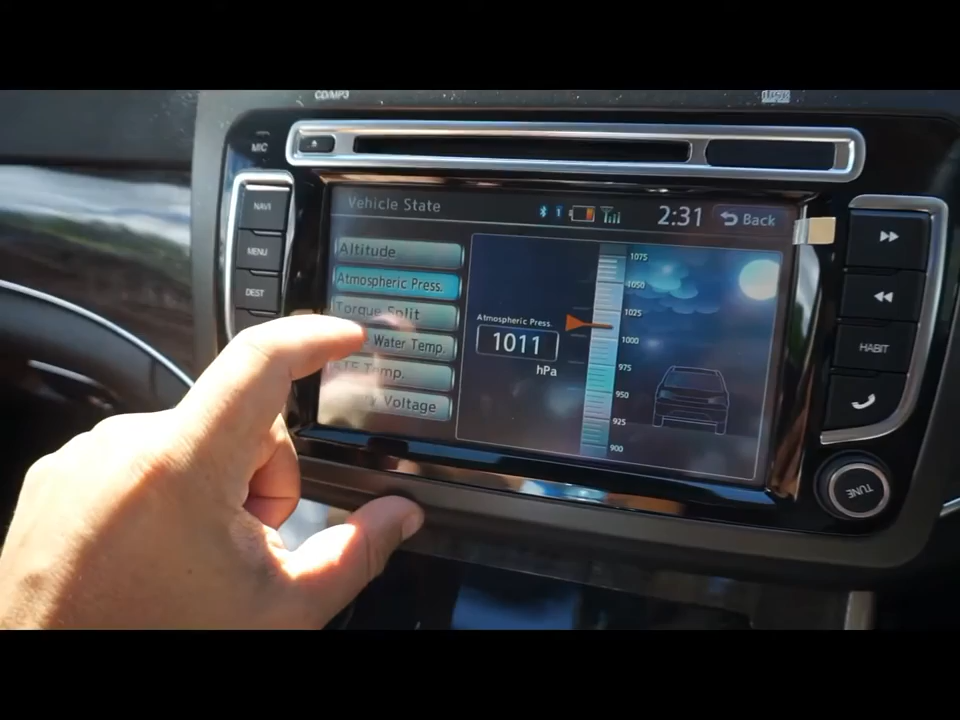 CD/MP3
MIC
NAVI
MENU
DEST
Vehicle State
2:31
Back
Altitude
Atmospheric Press.
Torque Split
Water Temp.
Temp.
Voltage
Atmospheric Press.
1011
hPa
1075
1050
1025
1000
975
950
925
900
HABIT
TUNE